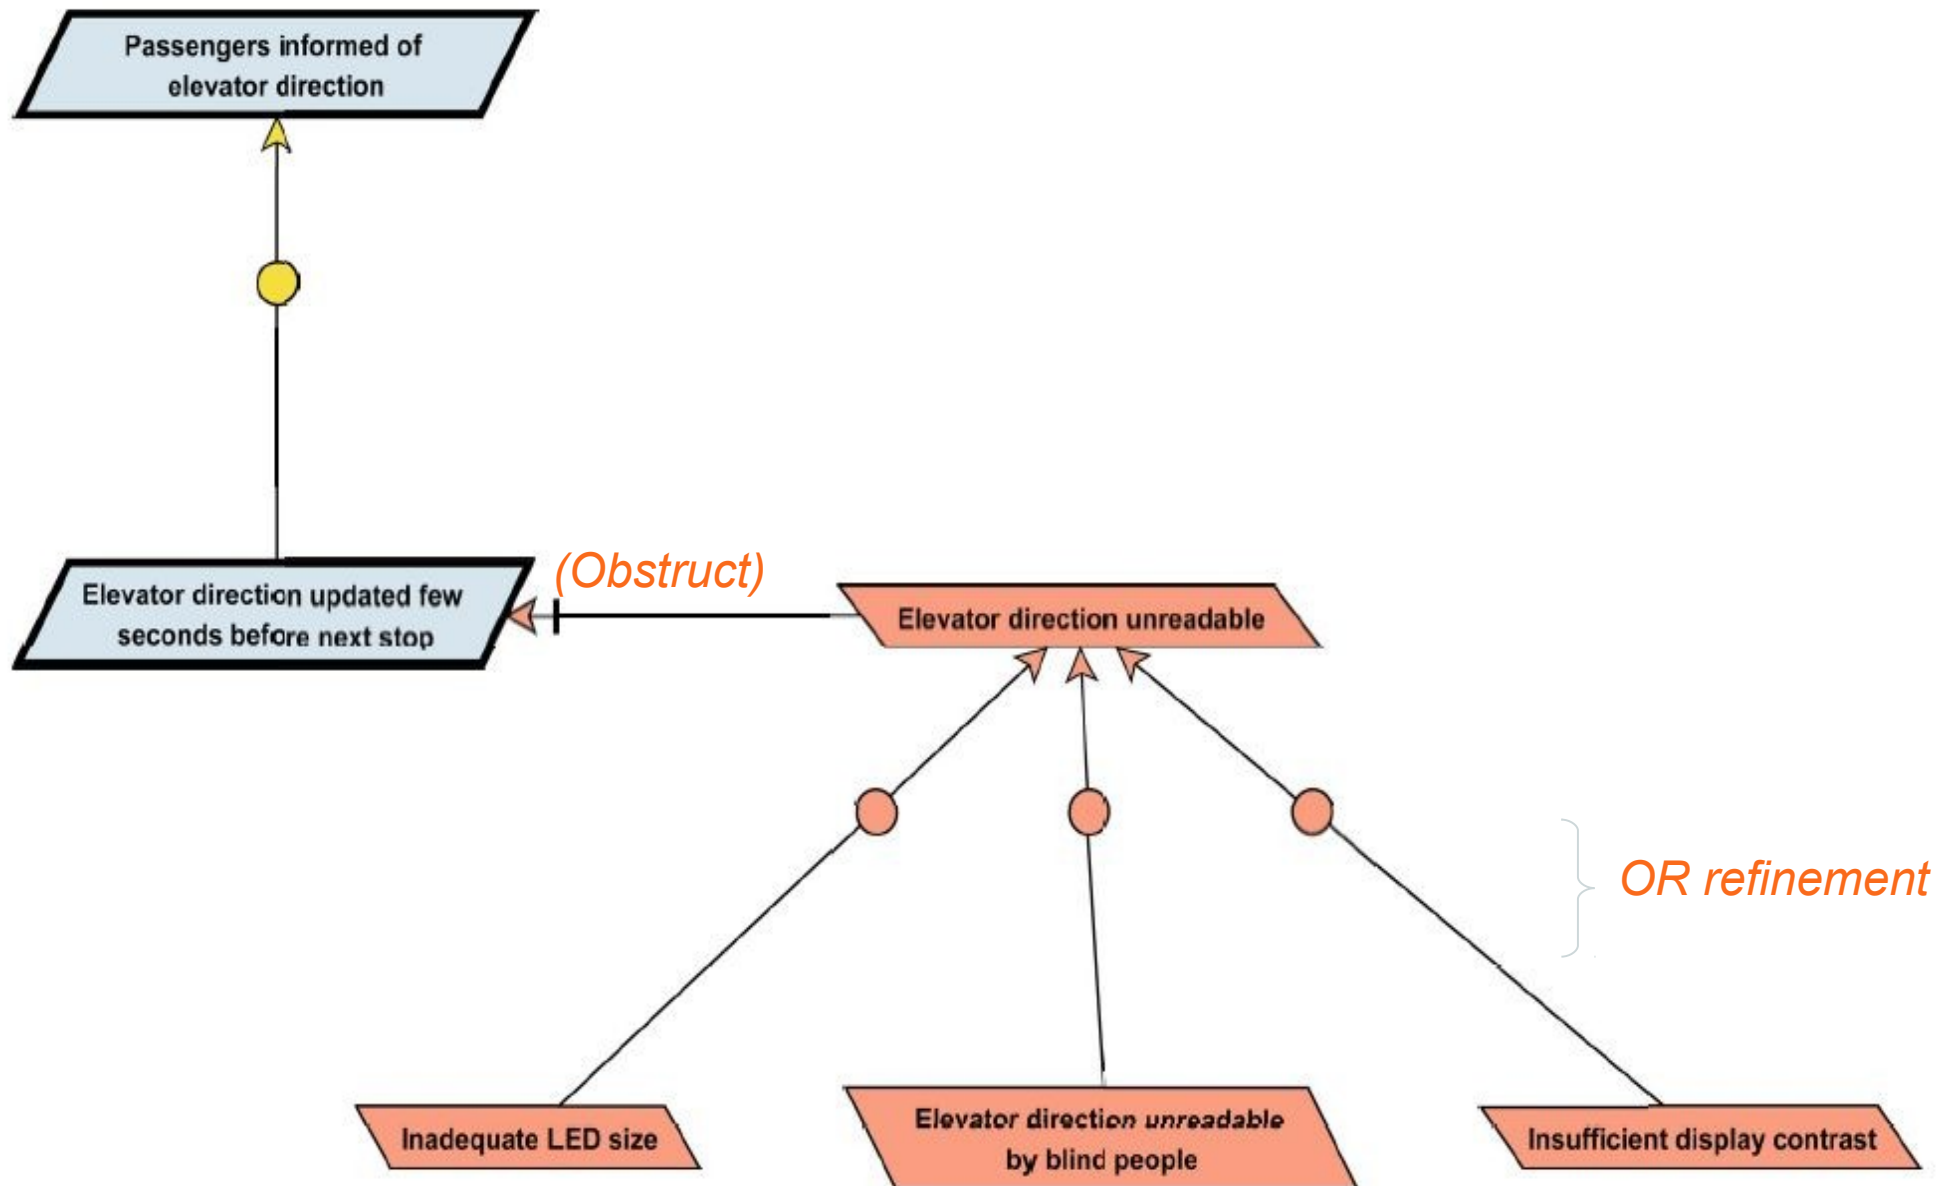 Passengers informed of
elevator direction
Elevator direction updated few
seconds before next stop
(Obstruct)
Elevator direction unreadable
OR refinement
Inadequate LED size
Elevator direction unreadable
by blind people
Insufficient display contrast